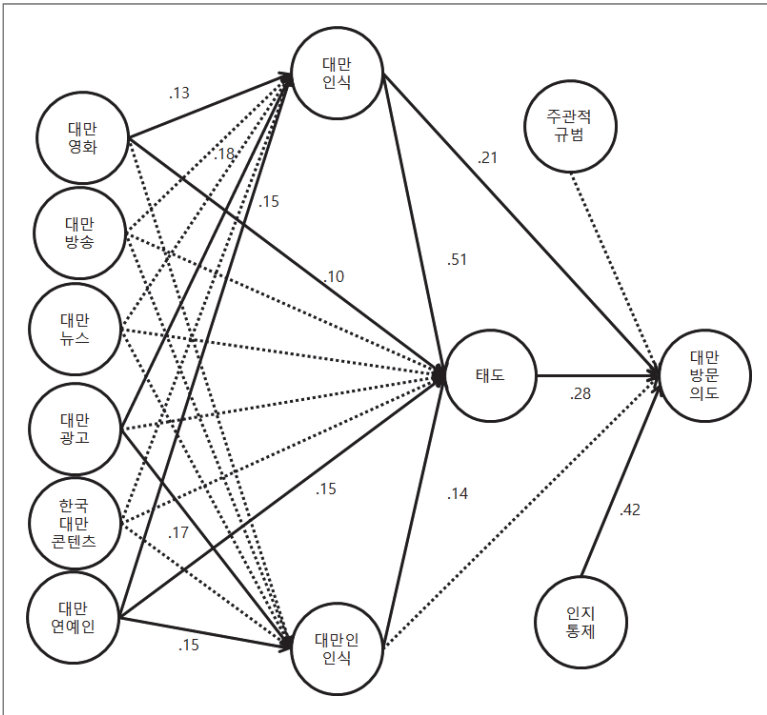 대만
인식
.13
대만
영화
주관적
규범
.18
.21
.15
대만
방송
.51
.10
대만
뉴스
태도
대만
방문
의도
.28
대만
광고
.15
.14
한국
대만
콘텐츠
.17
.42
대만
연예인
인지
통제
.15
대만인
인식